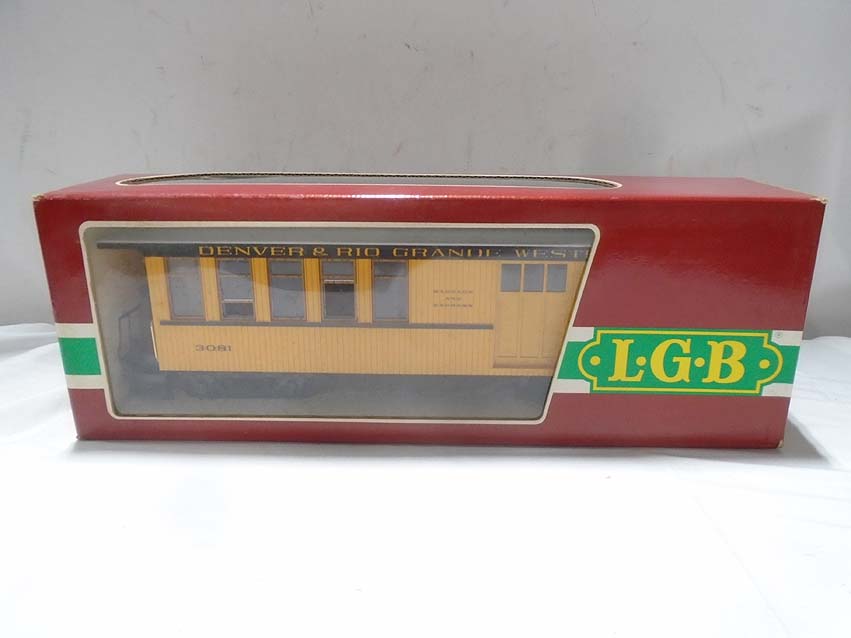 DENVER & RIO GRANDE WEST
BAGGAGE
AND
EXPRESS
3081
·L·G·B·
®